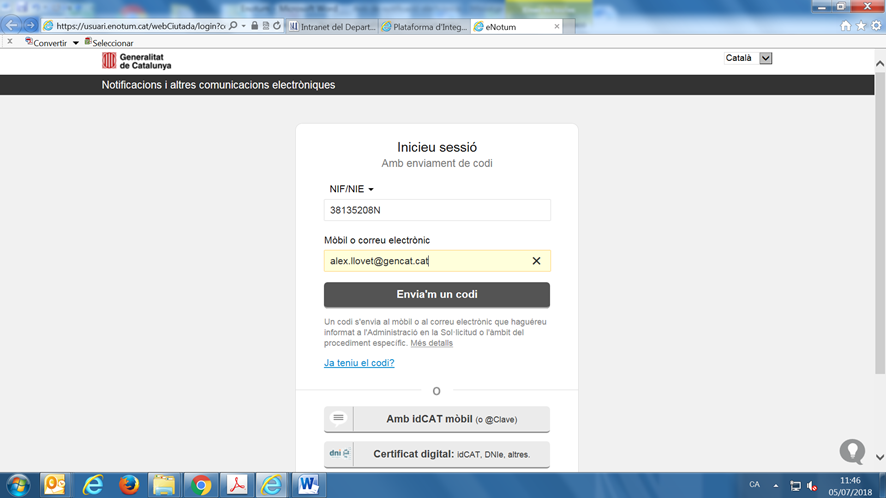 https://usuari.enotum.cat/webCiutada/login?c
Intranet del Depart...
Plataforma d'Integ...
eNotum
Convertir
Seleccionar
Generalitat
de Catalunya
Català
Notificacions i altres comunicacions electròniques
Inicieu sessió
Amb enviament de codi
NIF/NIE
38135208N
Mòbil o correu electrònic
alex.llovet@gencat.cat
Envia'm un codi
Un codi s'envia al mòbil o al correu electrònic que haguéreu
informat a l'Administració en la Sol·licitud o l'àmbit del
procediment específic. Més detalls
Ja teniu el codi?
O
Amb idCAT mòbil (o @Clave)
dni e
Certificat digital: idCAT, DNIe, altres.
CA
11:46
05/07/2018